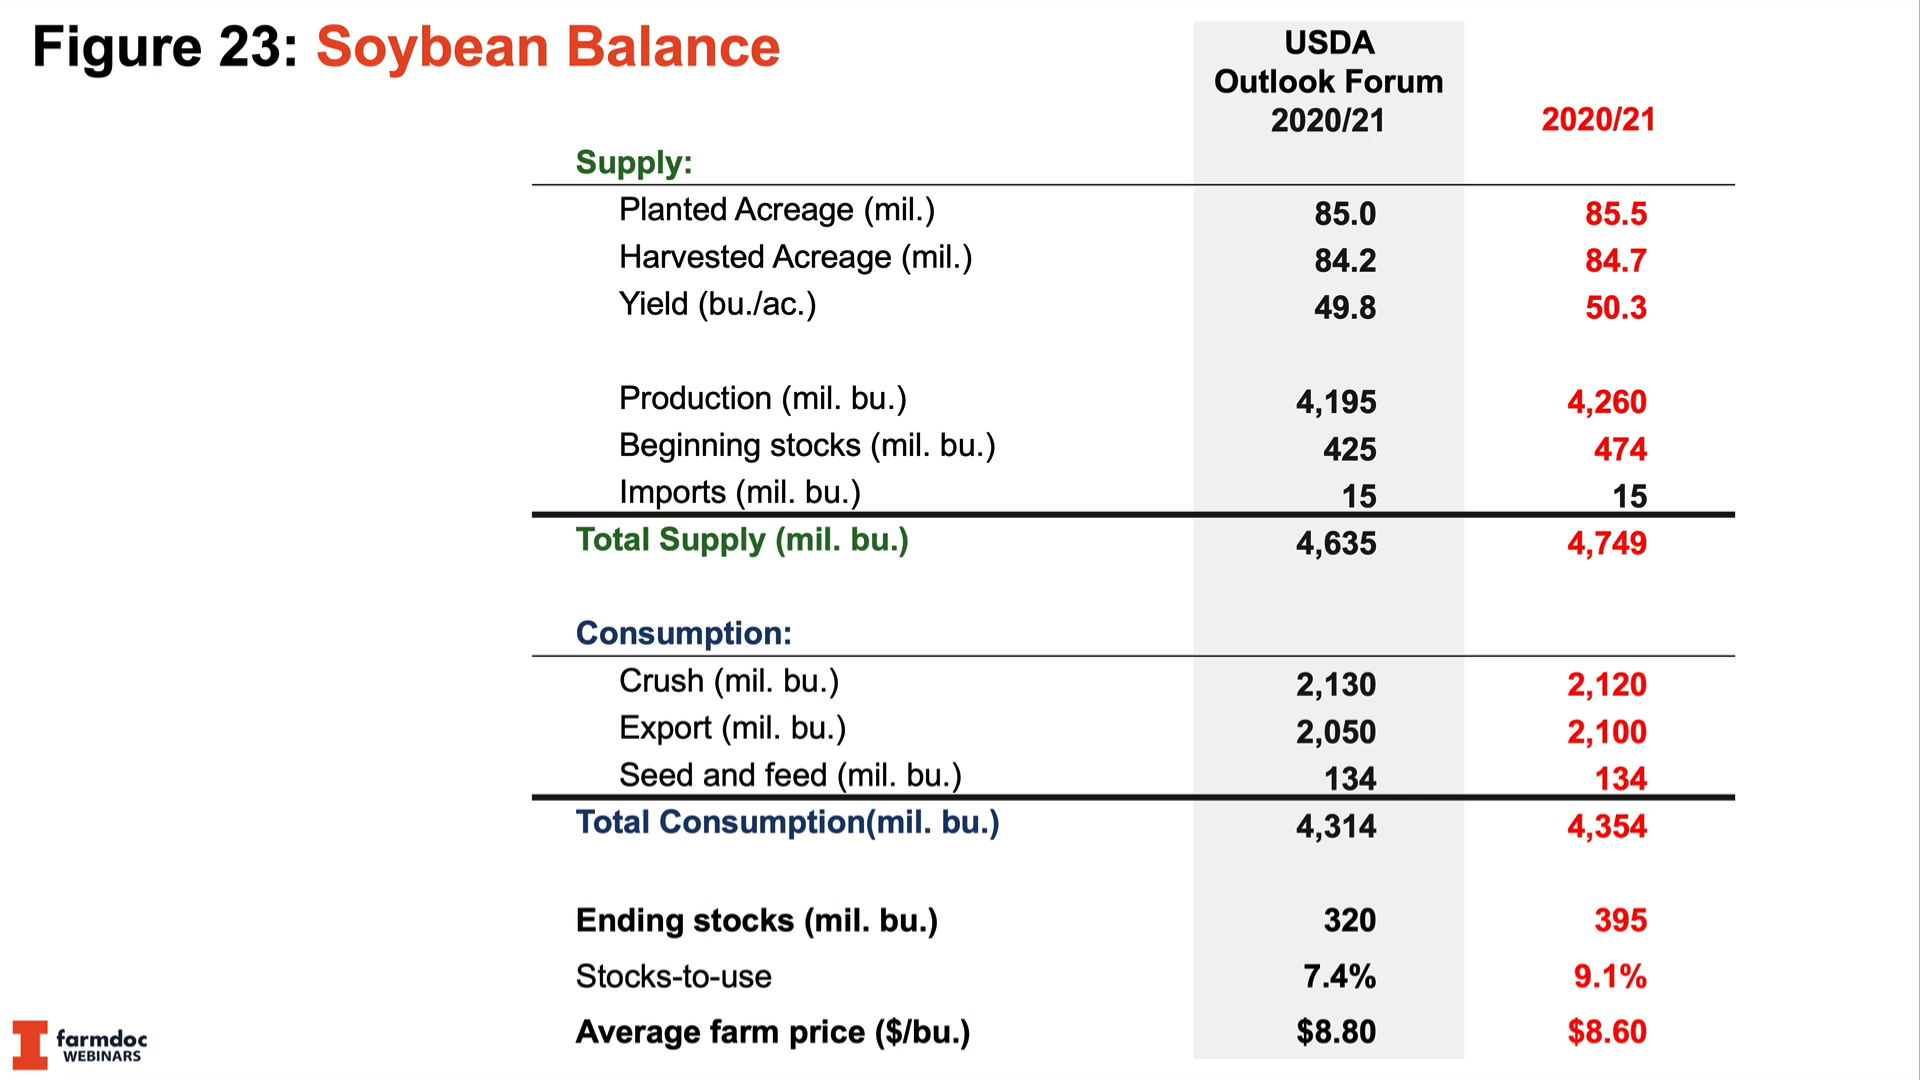 Figure 23: Soybean Balance
USDA
Outlook Forum
2020/21 2020/21
Supply:
Planted Acreage (mil.) 85.0 85.5
Harvested Acreage (mil.) 84.2 84.7
Yield (bu./ac.) 49.8 50.3
Production (mil. bu.) 4,195 4,260
Beginning stocks (mil. bu.) 425 474
Imports (mil. bu.) 15 15
Total Supply (mil. bu.) 4,635 4,749
Consumption:
Crush (mil. bu.) 2,130 2,120
Export (mil. bu.) 2,050 2,100
Seed and feed (mil. bu.) 134 134
Total Consumption(mil. bu.) 4,314 4,354
Ending stocks (mil. bu.) 320 395
Stocks-to-use 7.4% 9.1%
Average farm price ($/bu.) $8.80 $8.60
I farmdoc
WEBINARS